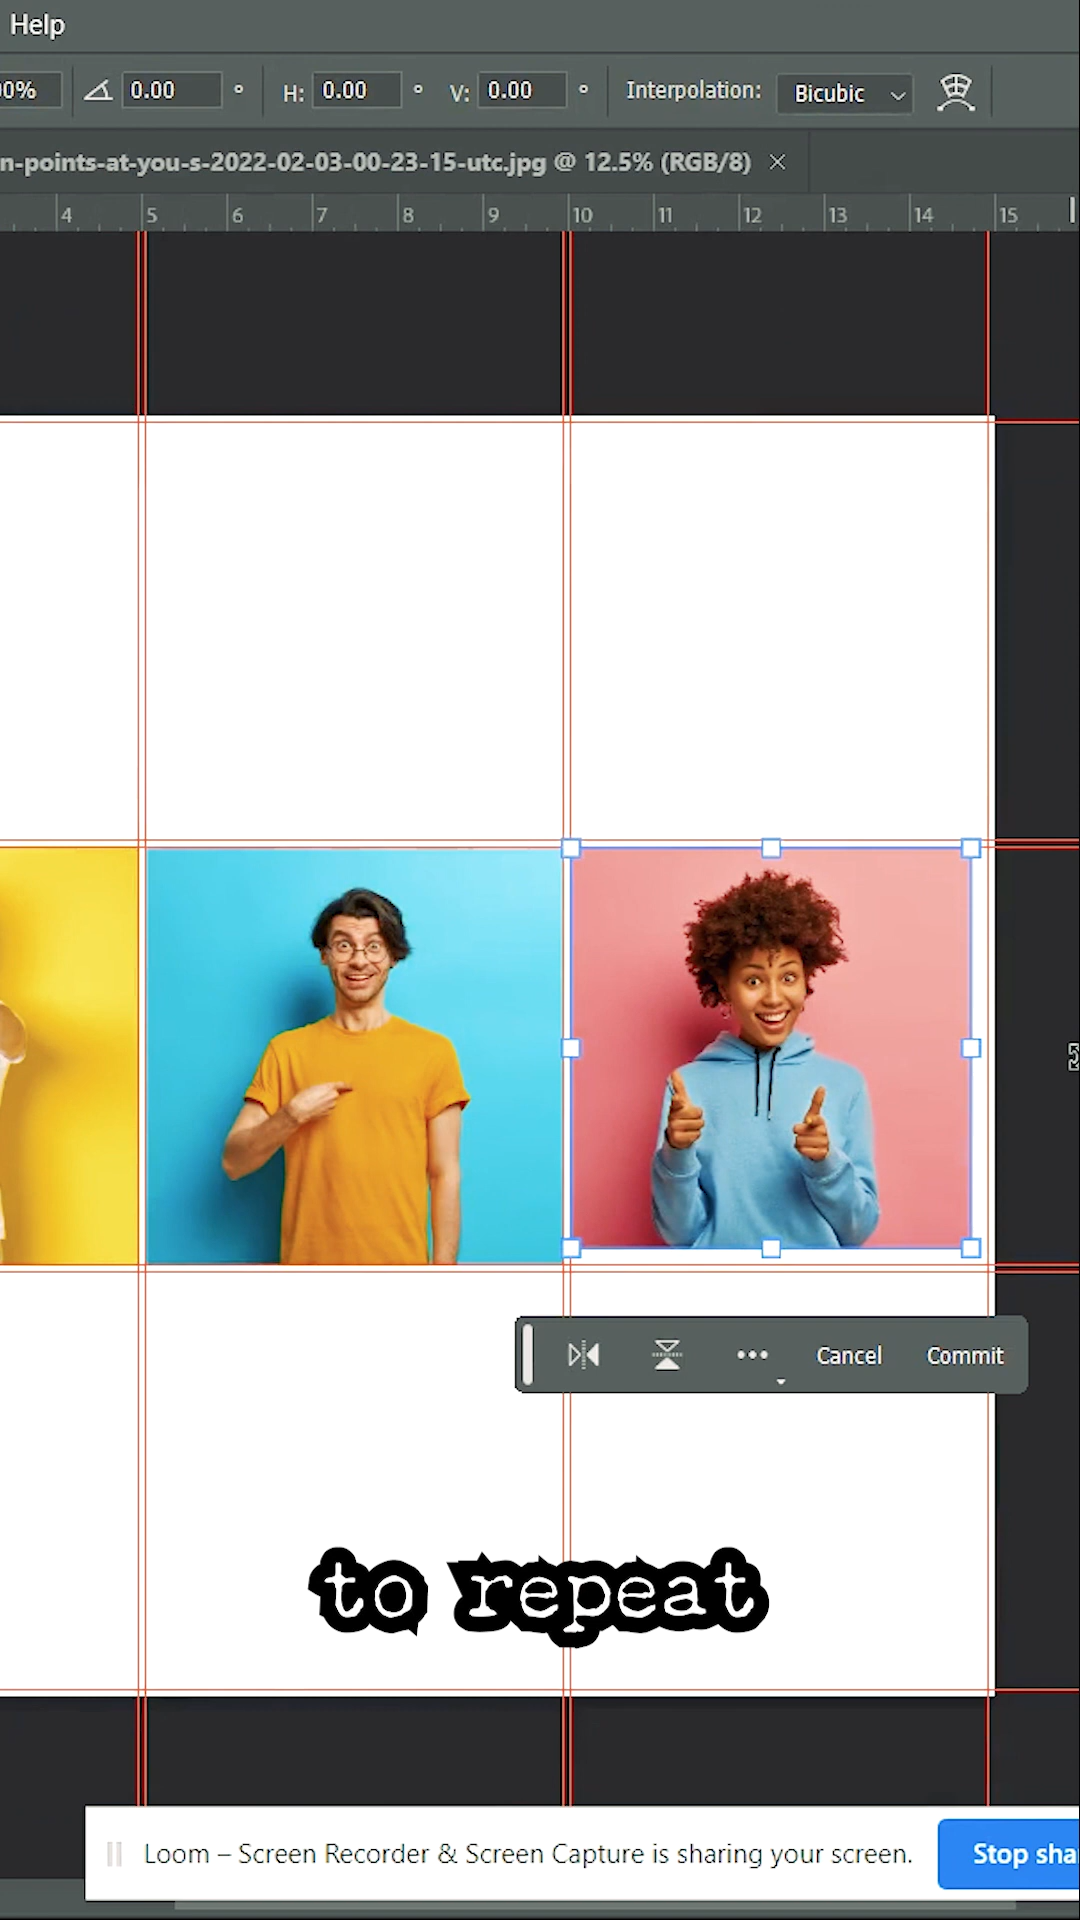 Help
00% 0.00 ° H: 0.00 ° V: 0.00 ° Interpolation: Bicubic
n-points-at-you-s-2022-02-03-00-23-15-utc.jpg @ 12.5% (RGB/8) ×
4 5 6 7 8 9 10 11 12 13 14 15
Cancel Commit
to repeat
Loom – Screen Recorder & Screen Capture is sharing your screen. Stop sha